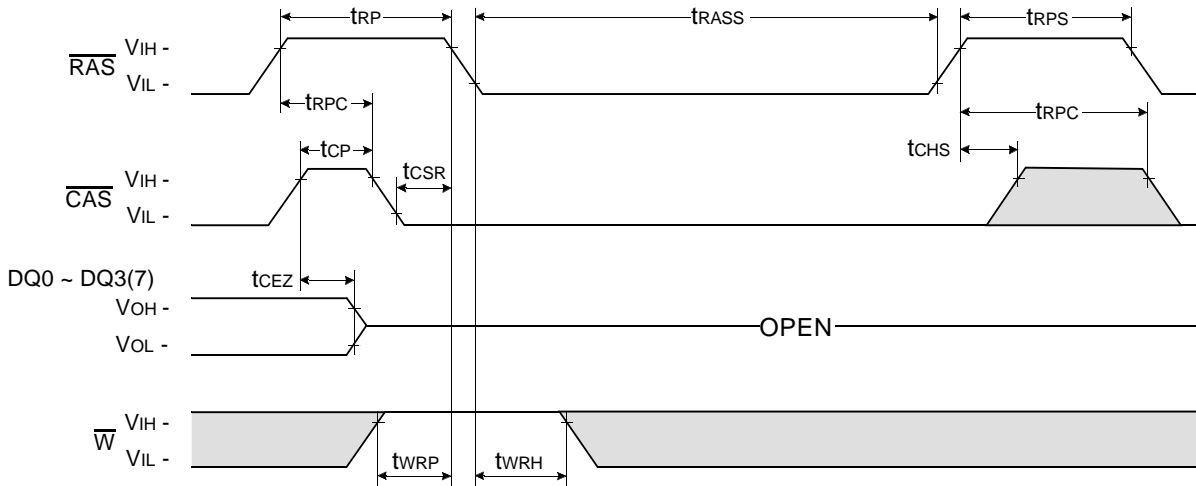 tRP
tRASS
tRPS
RAS
VIH -
VIL -
tRPC
tRPC
tCP
tCHS
tCSR
CAS
VIH -
VIL -
DQ0 ~ DQ3(7)
tCEZ
VOH -
VOL -
OPEN
W
VIH -
VIL -
tWRP
tWRH